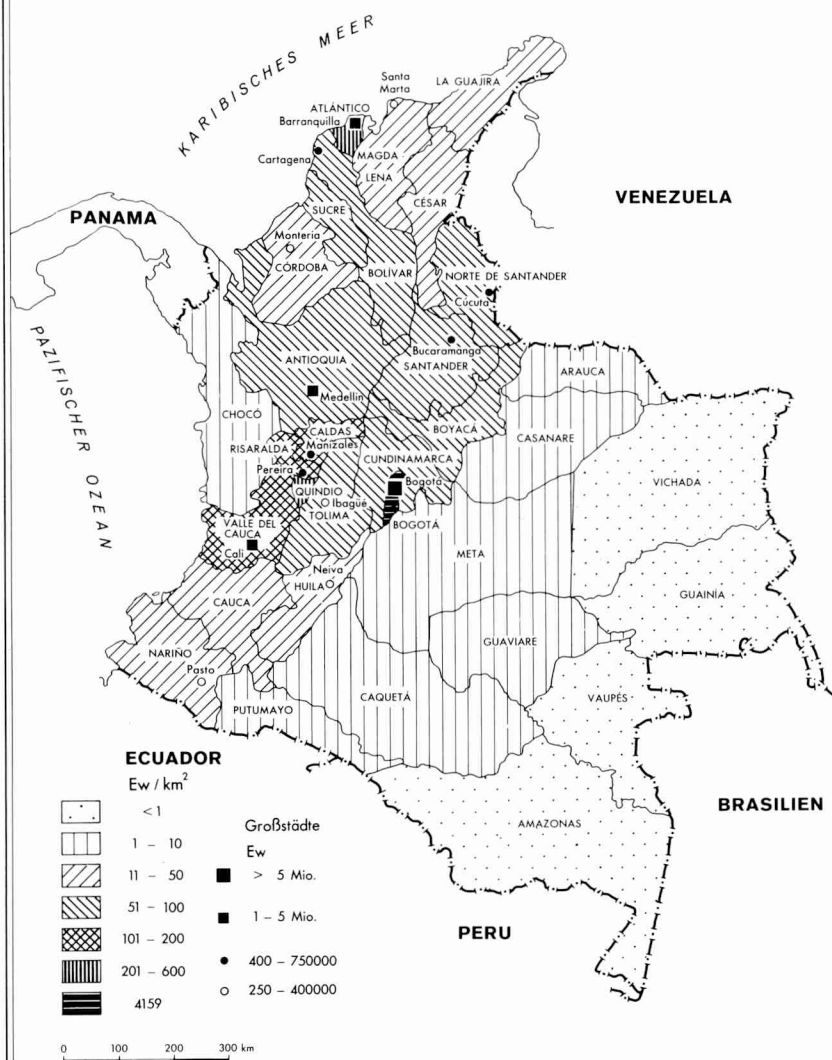 KARIBISCHES MEER
Santa
Marta
LA GUAJIRA
ATLÁNTICO
Barranquilla
MAGDA
LENA
Cartagena
CÉSAR
VENEZUELA
PANAMA
SUCRE
Monteria
CÓRDOBA
BOLÍVAR
NORTE DE SANTANDER
Cúcuta
PAZIFISCHER OZEAN
ANTIOQUIA
Bucaramanga
SANTANDER
ARAUCA
Medellín
CHOCÓ
CALDAS
BOYACÁ
CASANARE
RISARALDA
Manizales
CUNDINAMARCA
Pereira
Bogotá
VICHADA
QUINDIO
Ibagué
TOLIMA
BOGOTÁ
VALLE DEL
CAUCA
Cali
META
Neiva
HUILA
GUAINÍA
CAUCA
GUAVIARE
NARIÑO
Pasto
CAQUETÁ
VAUPÉS
PUTUMAYO
ECUADOR
BRASILIEN
AMAZONAS
PERU
Ew / km²
< 1
1 – 10
11 – 50
51 – 100
101 – 200
201 – 600
4159
Großstädte
Ew
> 5 Mio.
1 – 5 Mio.
400 – 750000
250 – 400000
0 100 200 300 km